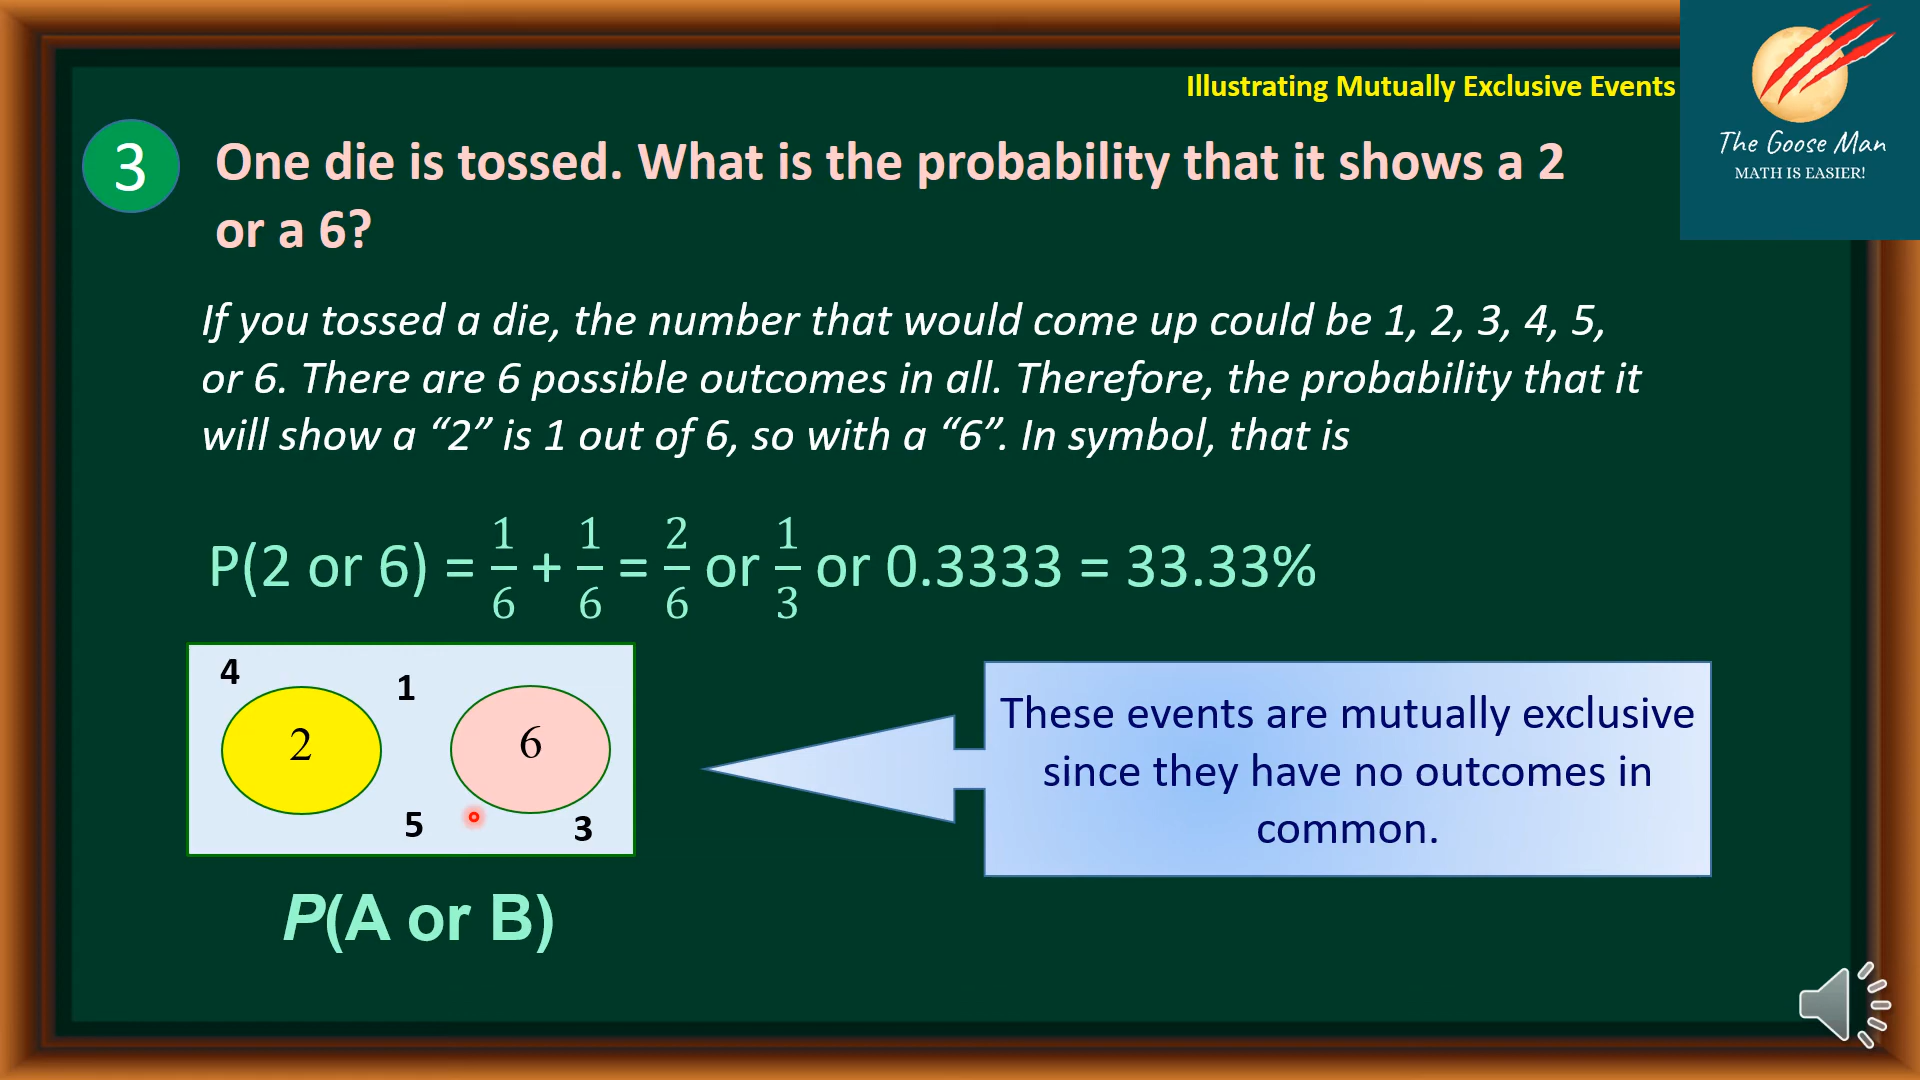 Illustrating Mutually Exclusive Events
The Goose Man
MATH IS EASIER!
3
One die is tossed. What is the probability that it shows a 2
or a 6?
If you tossed a die, the number that would come up could be 1, 2, 3, 4, 5,
or 6. There are 6 possible outcomes in all. Therefore, the probability that it
will show a “2” is 1 out of 6, so with a “6”. In symbol, that is
P(2 or 6) = 1/6 + 1/6 = 2/6 or 1/3 or 0.3333 = 33.33%
4
1
2
6
5
3
These events are mutually exclusive
since they have no outcomes in
common.
P(A or B)